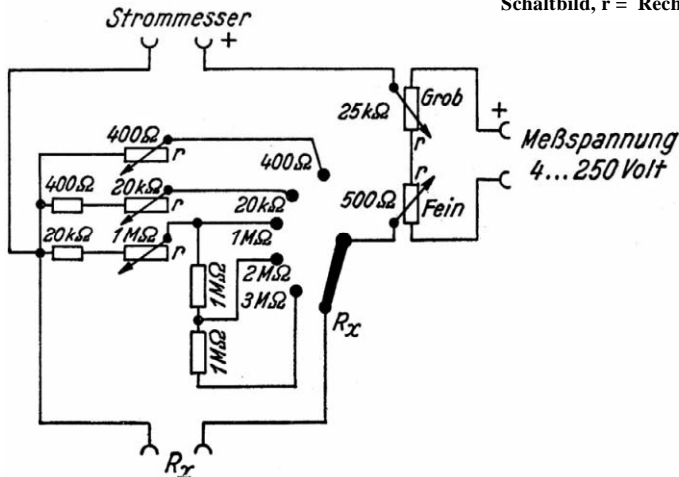 Schaltbild, r = Rech
Strommesser
+
400Ω
r
400Ω
400Ω
20kΩ
r
20kΩ
20kΩ
1MΩ
r
1MΩ
2MΩ
3MΩ
1MΩ
1MΩ
25kΩ
Grob
r
r
500Ω
Fein
+
Meßspannung
4...250 Volt
Rx
Rx